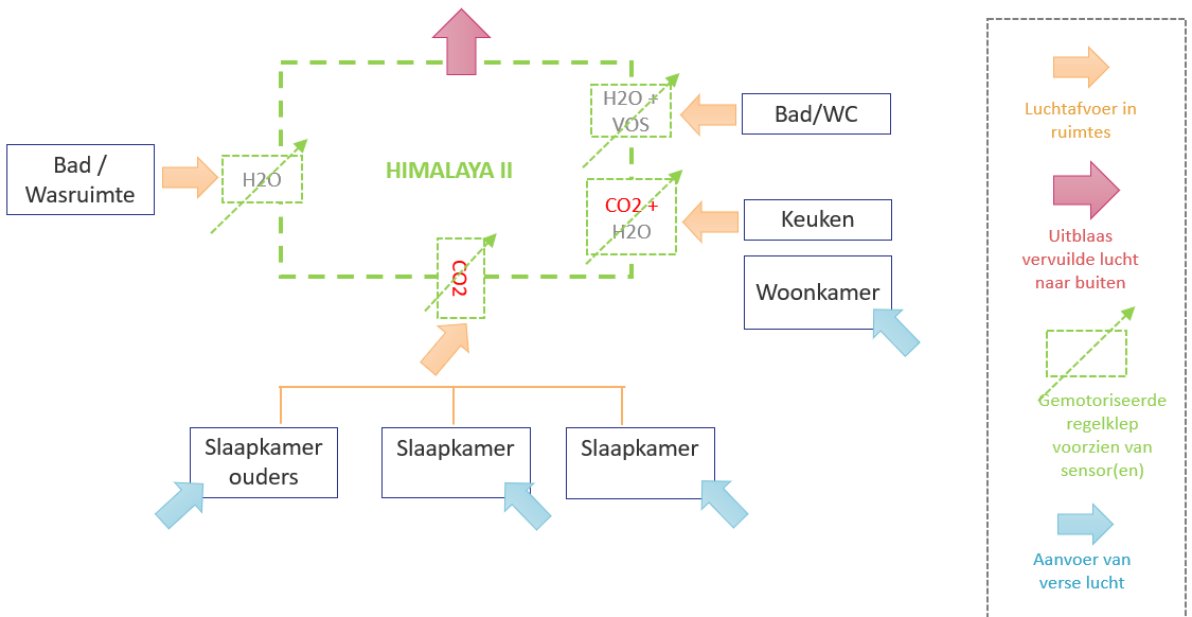 H2O +
VOS
Bad/WC
Bad /
Wasruimte
H2O
HIMALAYA II
CO2 +
H2O
Keuken
CO2
Woonkamer
Slaapkamer
ouders
Slaapkamer
Slaapkamer
Luchtafvoer in
ruimtes
Uitblaas
vervuilde lucht
naar buiten
Gemotoriseerde
regelklep
voorzien van
sensor(en)
Aanvoer van
verse lucht